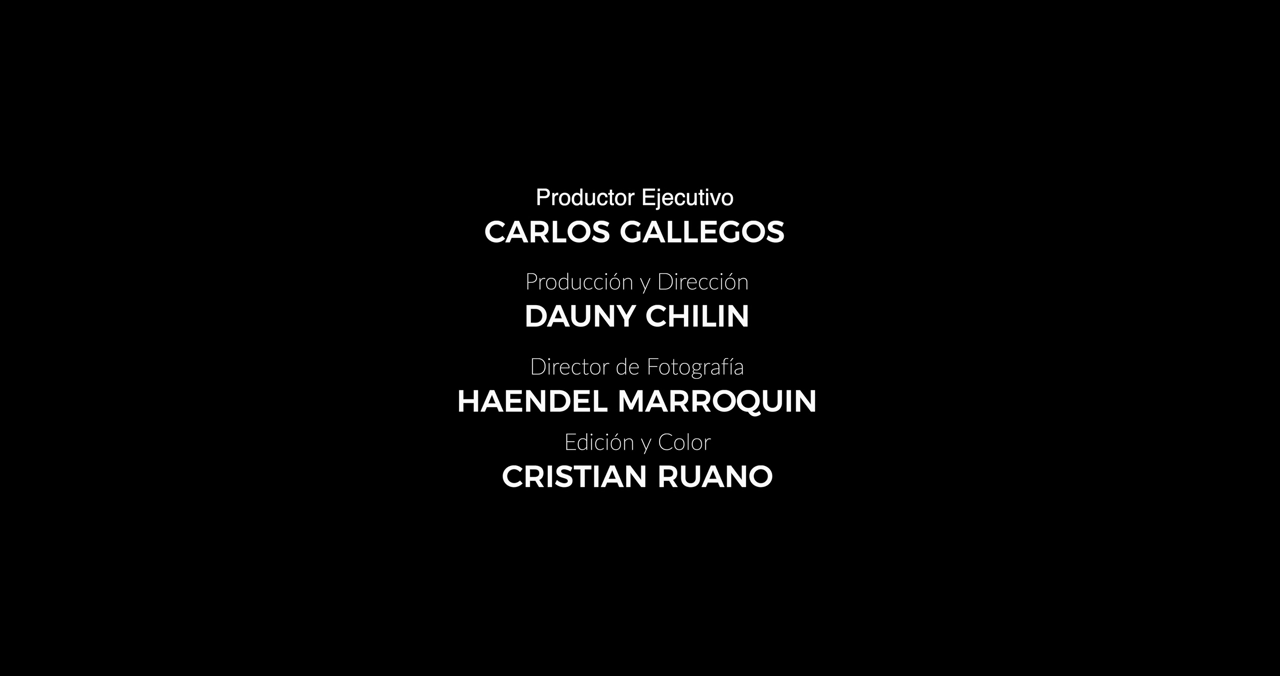 Productor Ejecutivo
CARLOS GALLEGOS
Producción y Dirección
DAUNY CHILIN
Director de Fotografía
HAENDEL MARROQUIN
Edición y Color
CRISTIAN RUANO